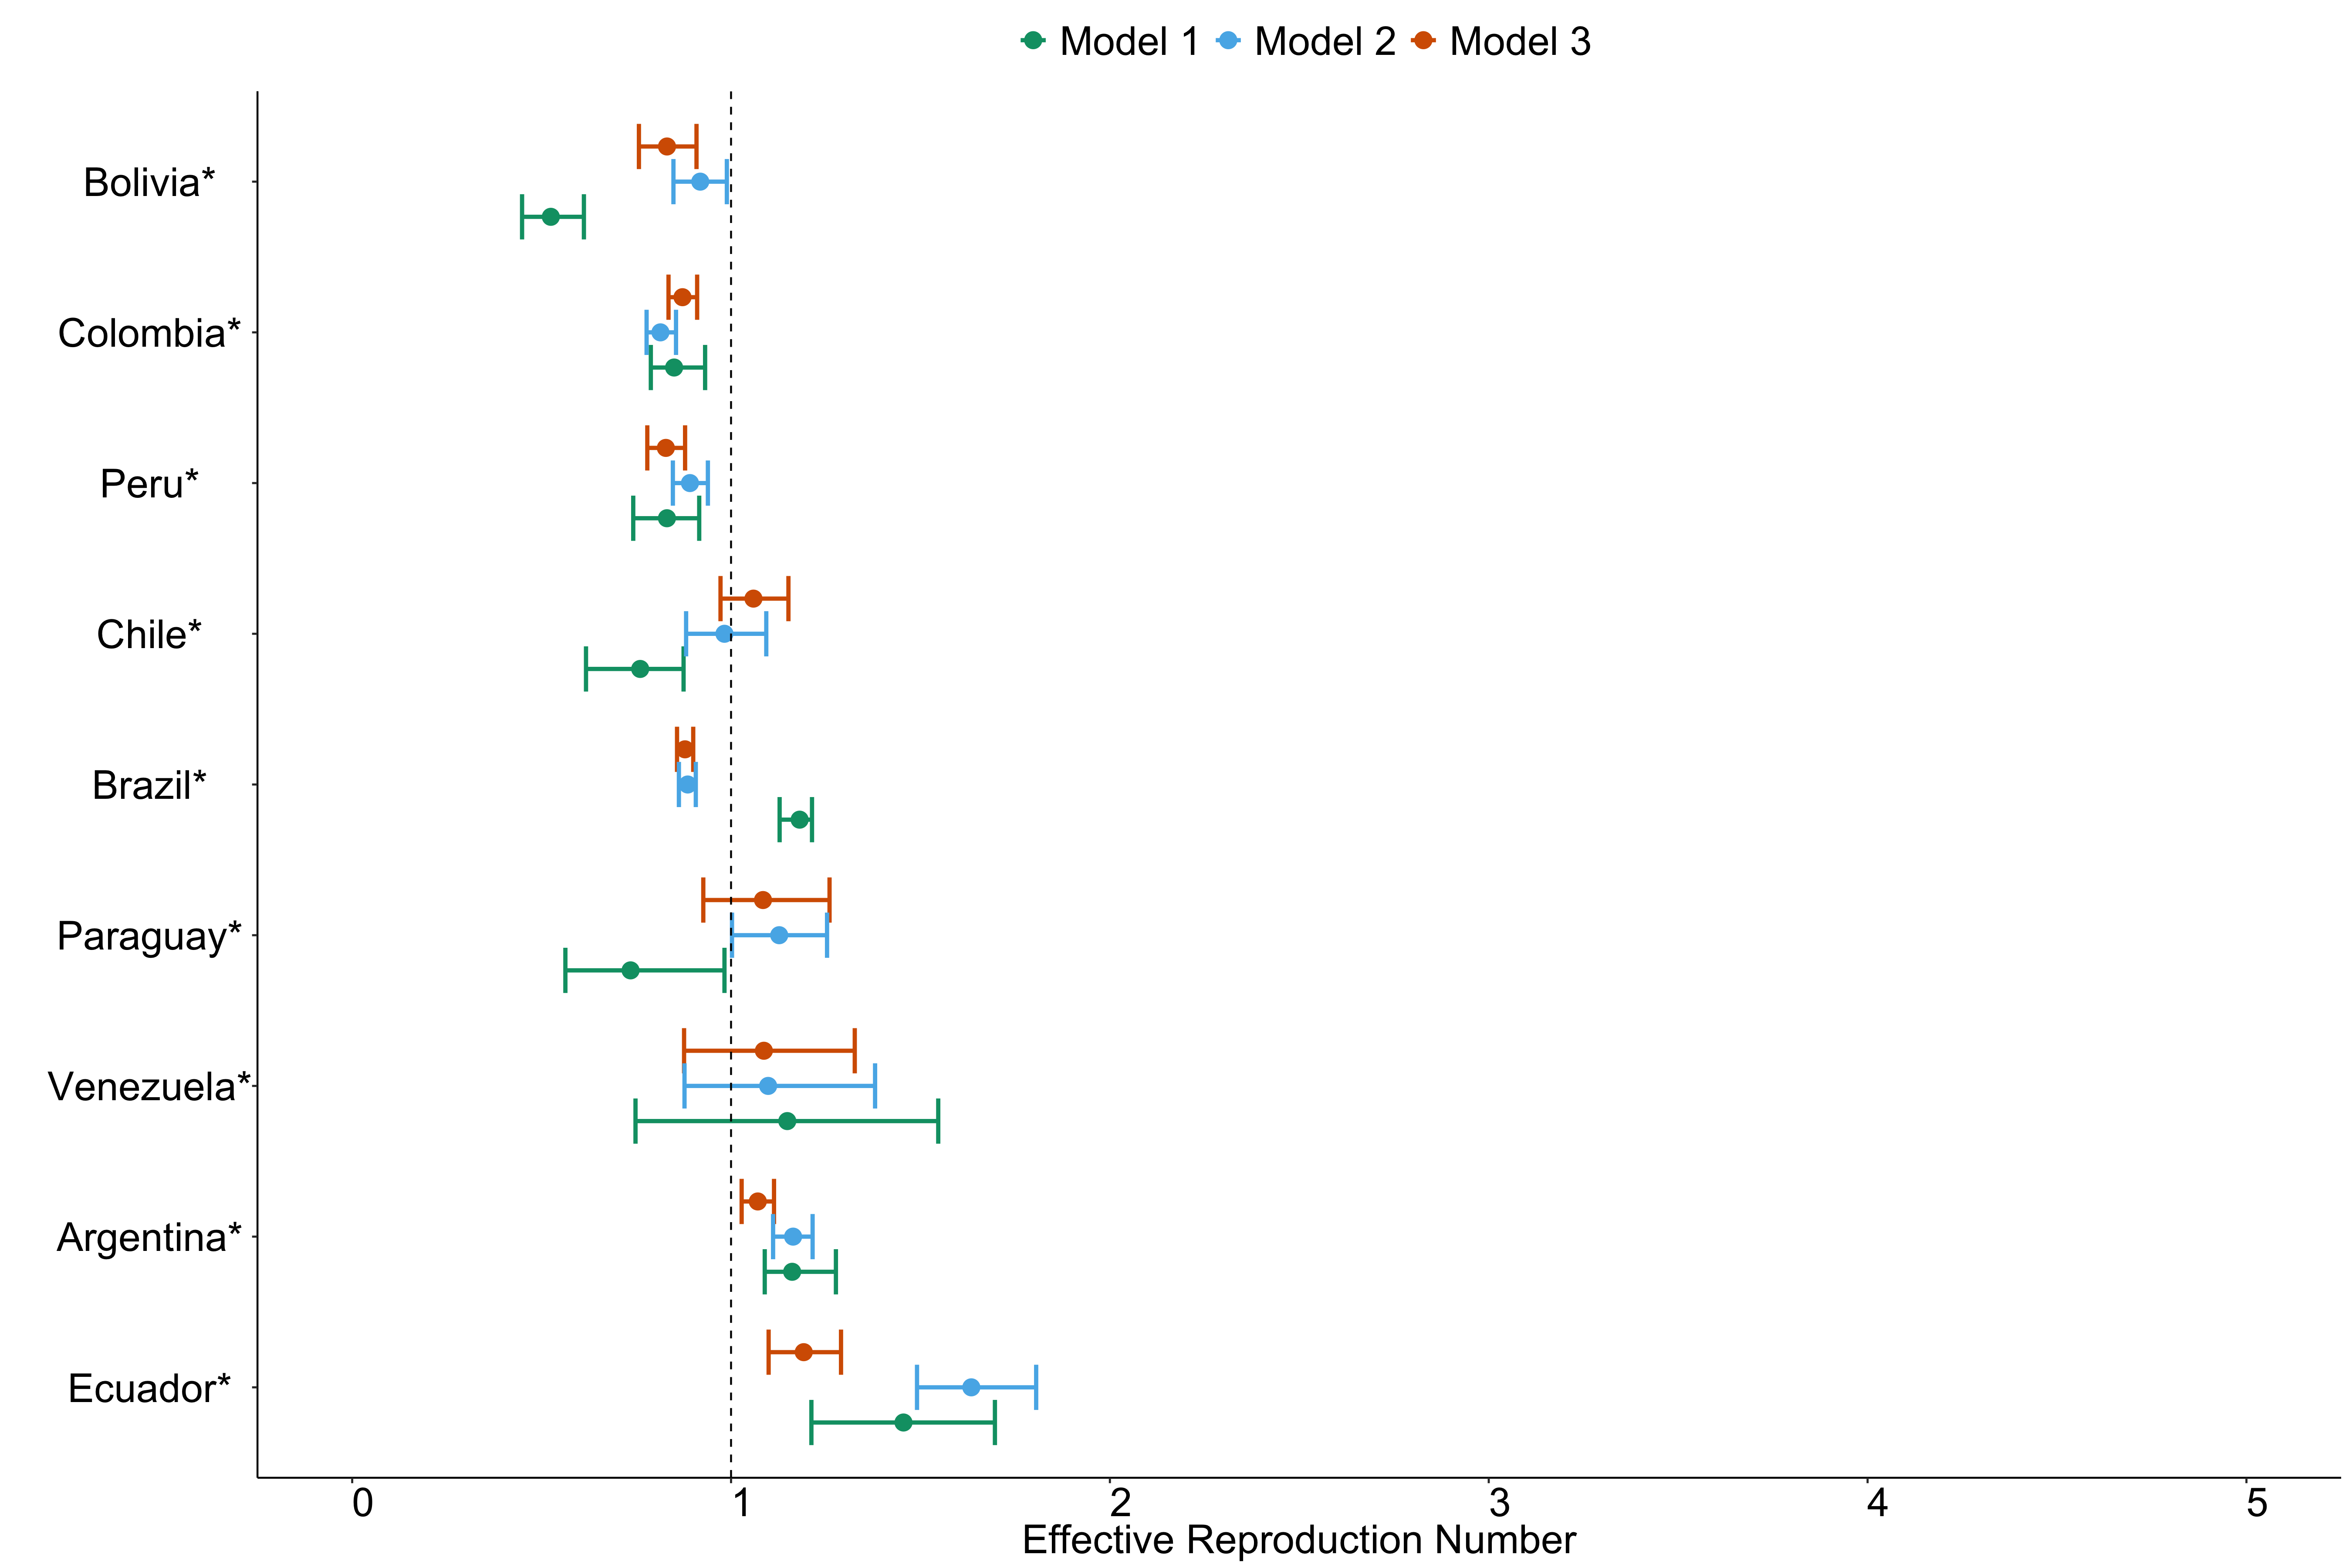 Model 1 Model 2 Model 3
Bolivia*
Colombia*
Peru*
Chile*
Brazil*
Paraguay*
Venezuela*
Argentina*
Ecuador*
0 1 2 3 4 5
Effective Reproduction Number